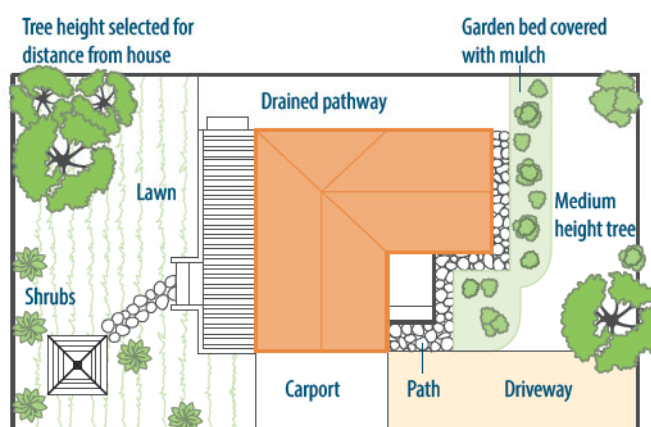 Tree height selected for
distance from house
Garden bed covered
with mulch
Drained pathway
Lawn
Medium
height tree
Shrubs
Carport
Path
Driveway